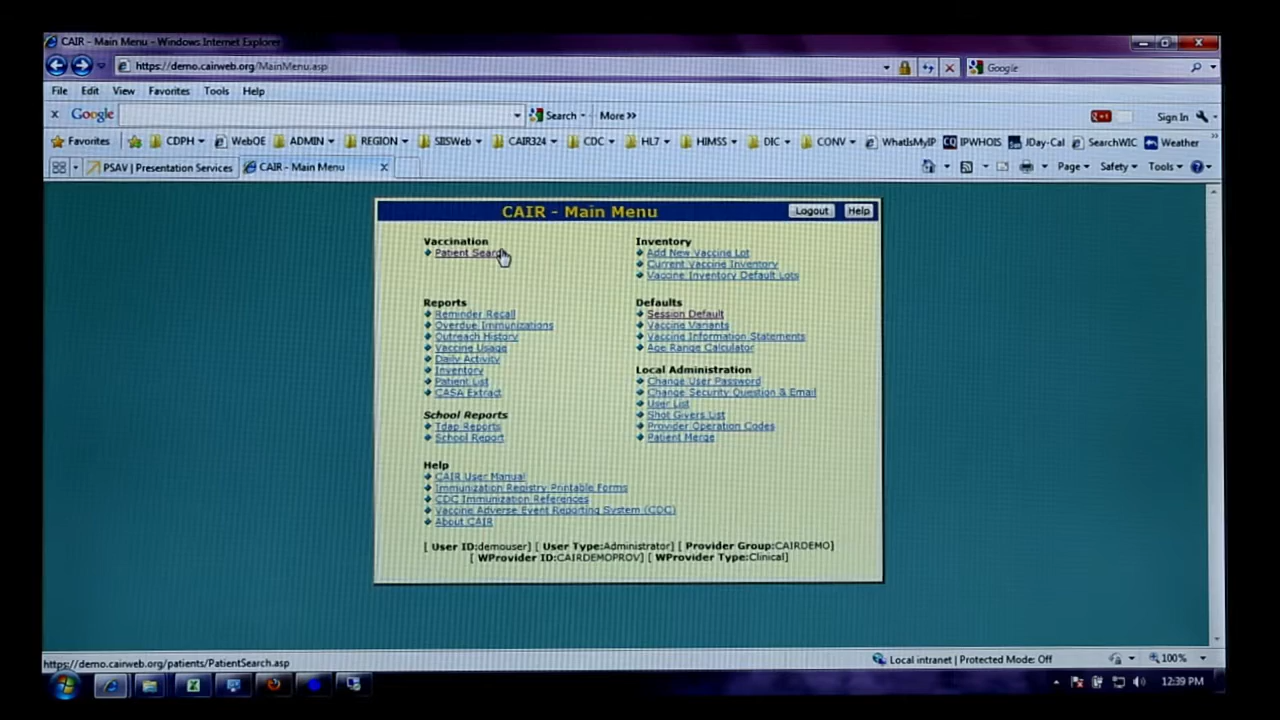 CAIR - Main Menu - Windows Internet Explorer
https://demo.cairweb.org/MainMenu.asp
Google
File Edit View Favorites Tools Help
x Google Search More >> Sign In
Favorites CDPH WebOE ADMIN REGION SIISWeb CAIR324 CDC HL7 HIMSS DIC CONV WhatIsMyIP IPWHOIS JDay-Cal SearchWIC Weather
PSAV | Presentation Services CAIR - Main Menu x Page Safety Tools
CAIR - Main Menu Logout Help
Vaccination
Patient Search
Inventory
Add New Vaccine Lot
Current Vaccine Inventory
Vaccine Inventory Default Lots
Reports
Reminder Recall
Overdue Immunizations
Outreach History
Vaccine Usage
Daily Activity
Inventory
Patient List
CASA Extract
Defaults
Session Default
Vaccine Variants
Vaccine Information Statements
Age Range Calculator
Local Administration
Change User Password
Change Security Question & Email
User List
Shot Givers List
Provider Operation Codes
Patient Merge
School Reports
Tdap Reports
School Report
Help
CAIR User Manual
Immunization Registry Printable Forms
CDC Immunization References
Vaccine Adverse Event Reporting System (CDC)
About CAIR
[ User ID:demouser] [ User Type:Administrator] [ Provider Group:CAIRDEMO]
[ WProvider ID:CAIRDEMOPROV] [ WProvider Type:Clinical]
https://demo.cairweb.org/patients/PatientSearch.asp
Local intranet | Protected Mode: Off
100%
12:39 PM